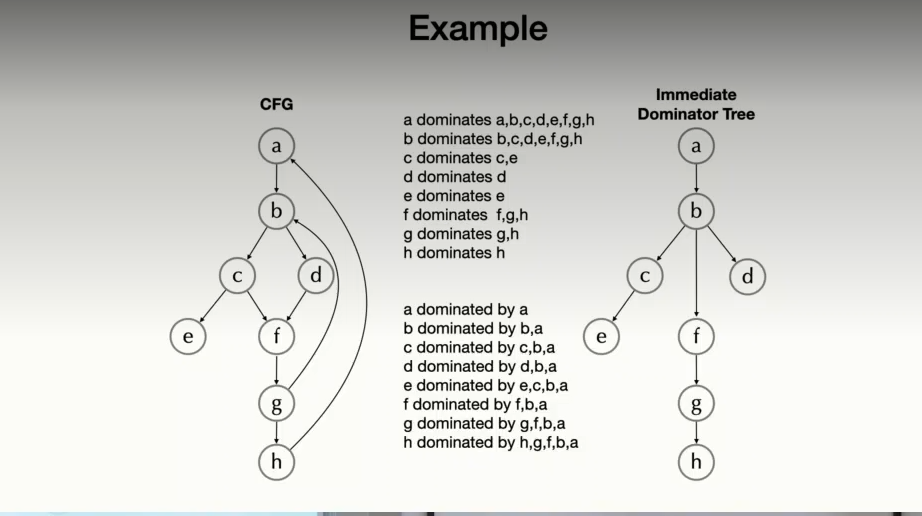 Example
CFG
a
b
c
d
e
f
g
h
a dominates a,b,c,d,e,f,g,h
b dominates b,c,d,e,f,g,h
c dominates c,e
d dominates d
e dominates e
f dominates f,g,h
g dominates g,h
h dominates h
a dominated by a
b dominated by b,a
c dominated by c,b,a
d dominated by d,b,a
e dominated by e,c,b,a
f dominated by f,b,a
g dominated by g,f,b,a
h dominated by h,g,f,b,a
Immediate
Dominator Tree
a
b
c
d
e
f
g
h